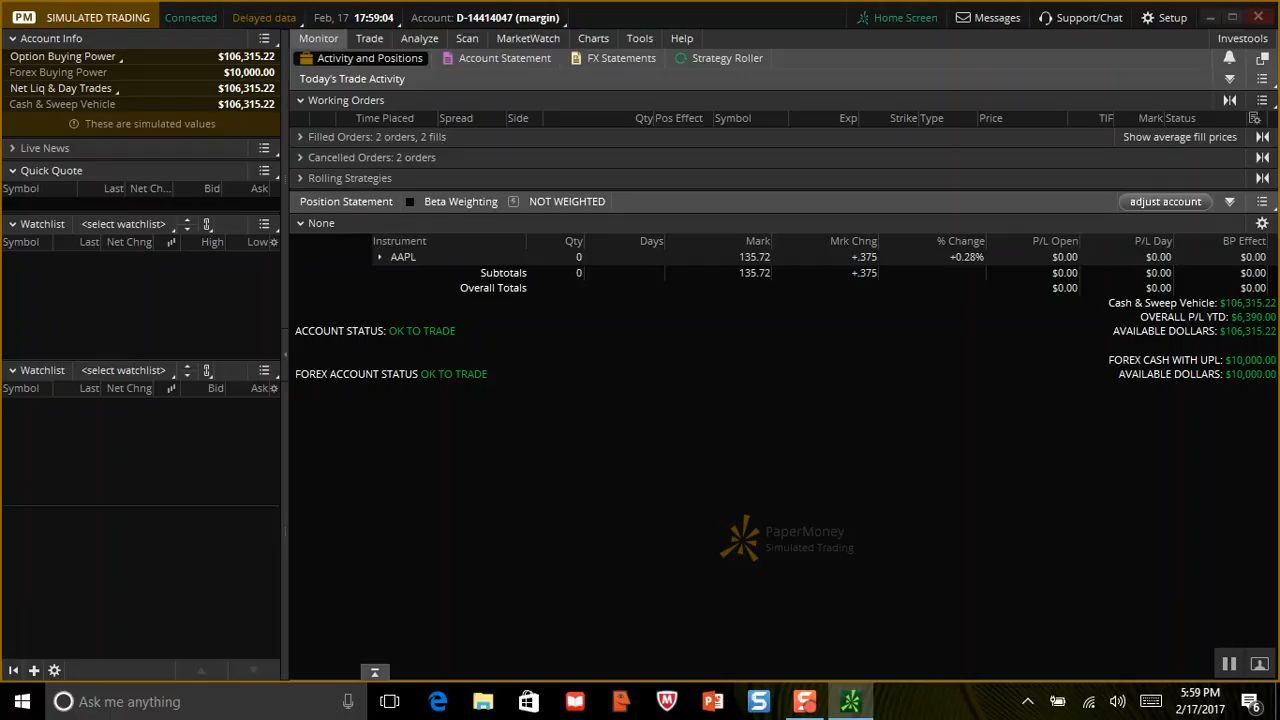 PM SIMULATED TRADING Connected Delayed data Feb, 17 17:59:04 Account: D-14414047 (margin) Home Screen Messages Support/Chat Setup
Account Info
Option Buying Power $106,315.22
Forex Buying Power $10,000.00
Net Liq & Day Trades $106,315.22
Cash & Sweep Vehicle $106,315.22
These are simulated values
Live News
Quick Quote
Symbol Last Net Ch... Bid Ask
Watchlist <select watchlist>
Symbol Last Net Chng High Low
Watchlist <select watchlist>
Symbol Last Net Chng Bid Ask
Monitor Trade Analyze Scan MarketWatch Charts Tools Help Investools
Activity and Positions Account Statement FX Statements Strategy Roller
Today's Trade Activity
Working Orders
Time Placed Spread Side Qty Pos Effect Symbol Exp Strike Type Price TIF Mark Status
Filled Orders: 2 orders, 2 fills Show average fill prices
Cancelled Orders: 2 orders
Rolling Strategies
Position Statement Beta Weighting NOT WEIGHTED adjust account
None
Instrument Qty Days Mark Mrk Chng % Change P/L Open P/L Day BP Effect
AAPL 0 135.72 +.375 +0.28% $0.00 $0.00 $0.00
Subtotals 0 135.72 +.375 $0.00 $0.00 $0.00
Overall Totals $0.00 $0.00 $0.00
Cash & Sweep Vehicle: $106,315.22
OVERALL P/L YTD: $6,390.00
ACCOUNT STATUS: OK TO TRADE AVAILABLE DOLLARS: $106,315.22
FOREX CASH WITH UPL: $10,000.00
FOREX ACCOUNT STATUS OK TO TRADE AVAILABLE DOLLARS: $10,000.00
PaperMoney
Simulated Trading
Ask me anything
5:59 PM
2/17/2017
6